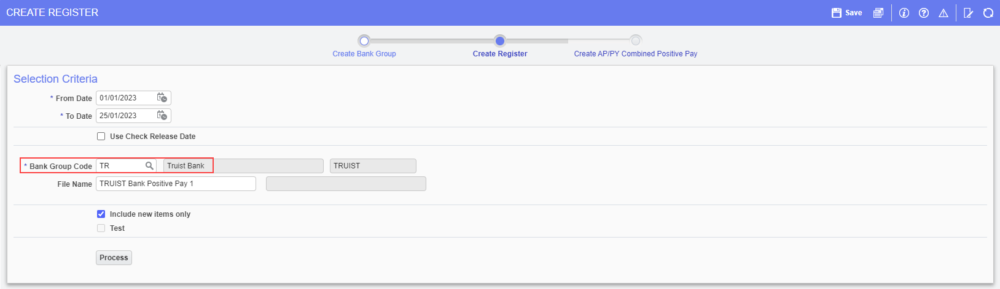 CREATE REGISTER
Save
Create Bank Group
Create Register
Create AP/PY Combined Positive Pay
Selection Criteria
* From Date 01/01/2023
* To Date 25/01/2023
Use Check Release Date
* Bank Group Code TR Truist Bank TRUIST
File Name TRUIST Bank Positive Pay 1
Include new items only
Test
Process